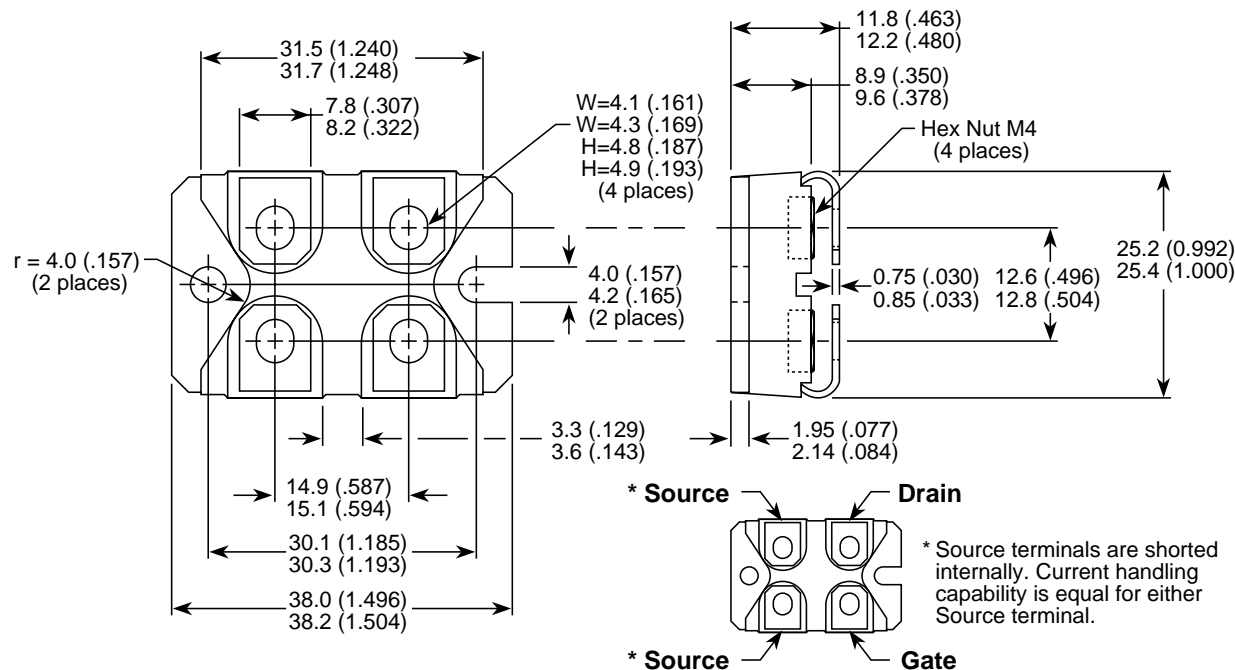 31.5 (1.240)
31.7 (1.248)
7.8 (.307)
8.2 (.322)
W=4.1 (.161)
W=4.3 (.169)
H=4.8 (.187)
H=4.9 (.193)
(4 places)
11.8 (.463)
12.2 (.480)
8.9 (.350)
9.6 (.378)
Hex Nut M4
(4 places)
r = 4.0 (.157)
(2 places)
4.0 (.157)
4.2 (.165)
(2 places)
0.75 (.030)
0.85 (.033)
12.6 (.496)
12.8 (.504)
25.2 (0.992)
25.4 (1.000)
3.3 (.129)
3.6 (.143)
1.95 (.077)
2.14 (.084)
14.9 (.587)
15.1 (.594)
30.1 (1.185)
30.3 (1.193)
38.0 (1.496)
38.2 (1.504)
* Source
Drain
* Source terminals are shorted
internally. Current handling
capability is equal for either
Source terminal.
* Source
Gate